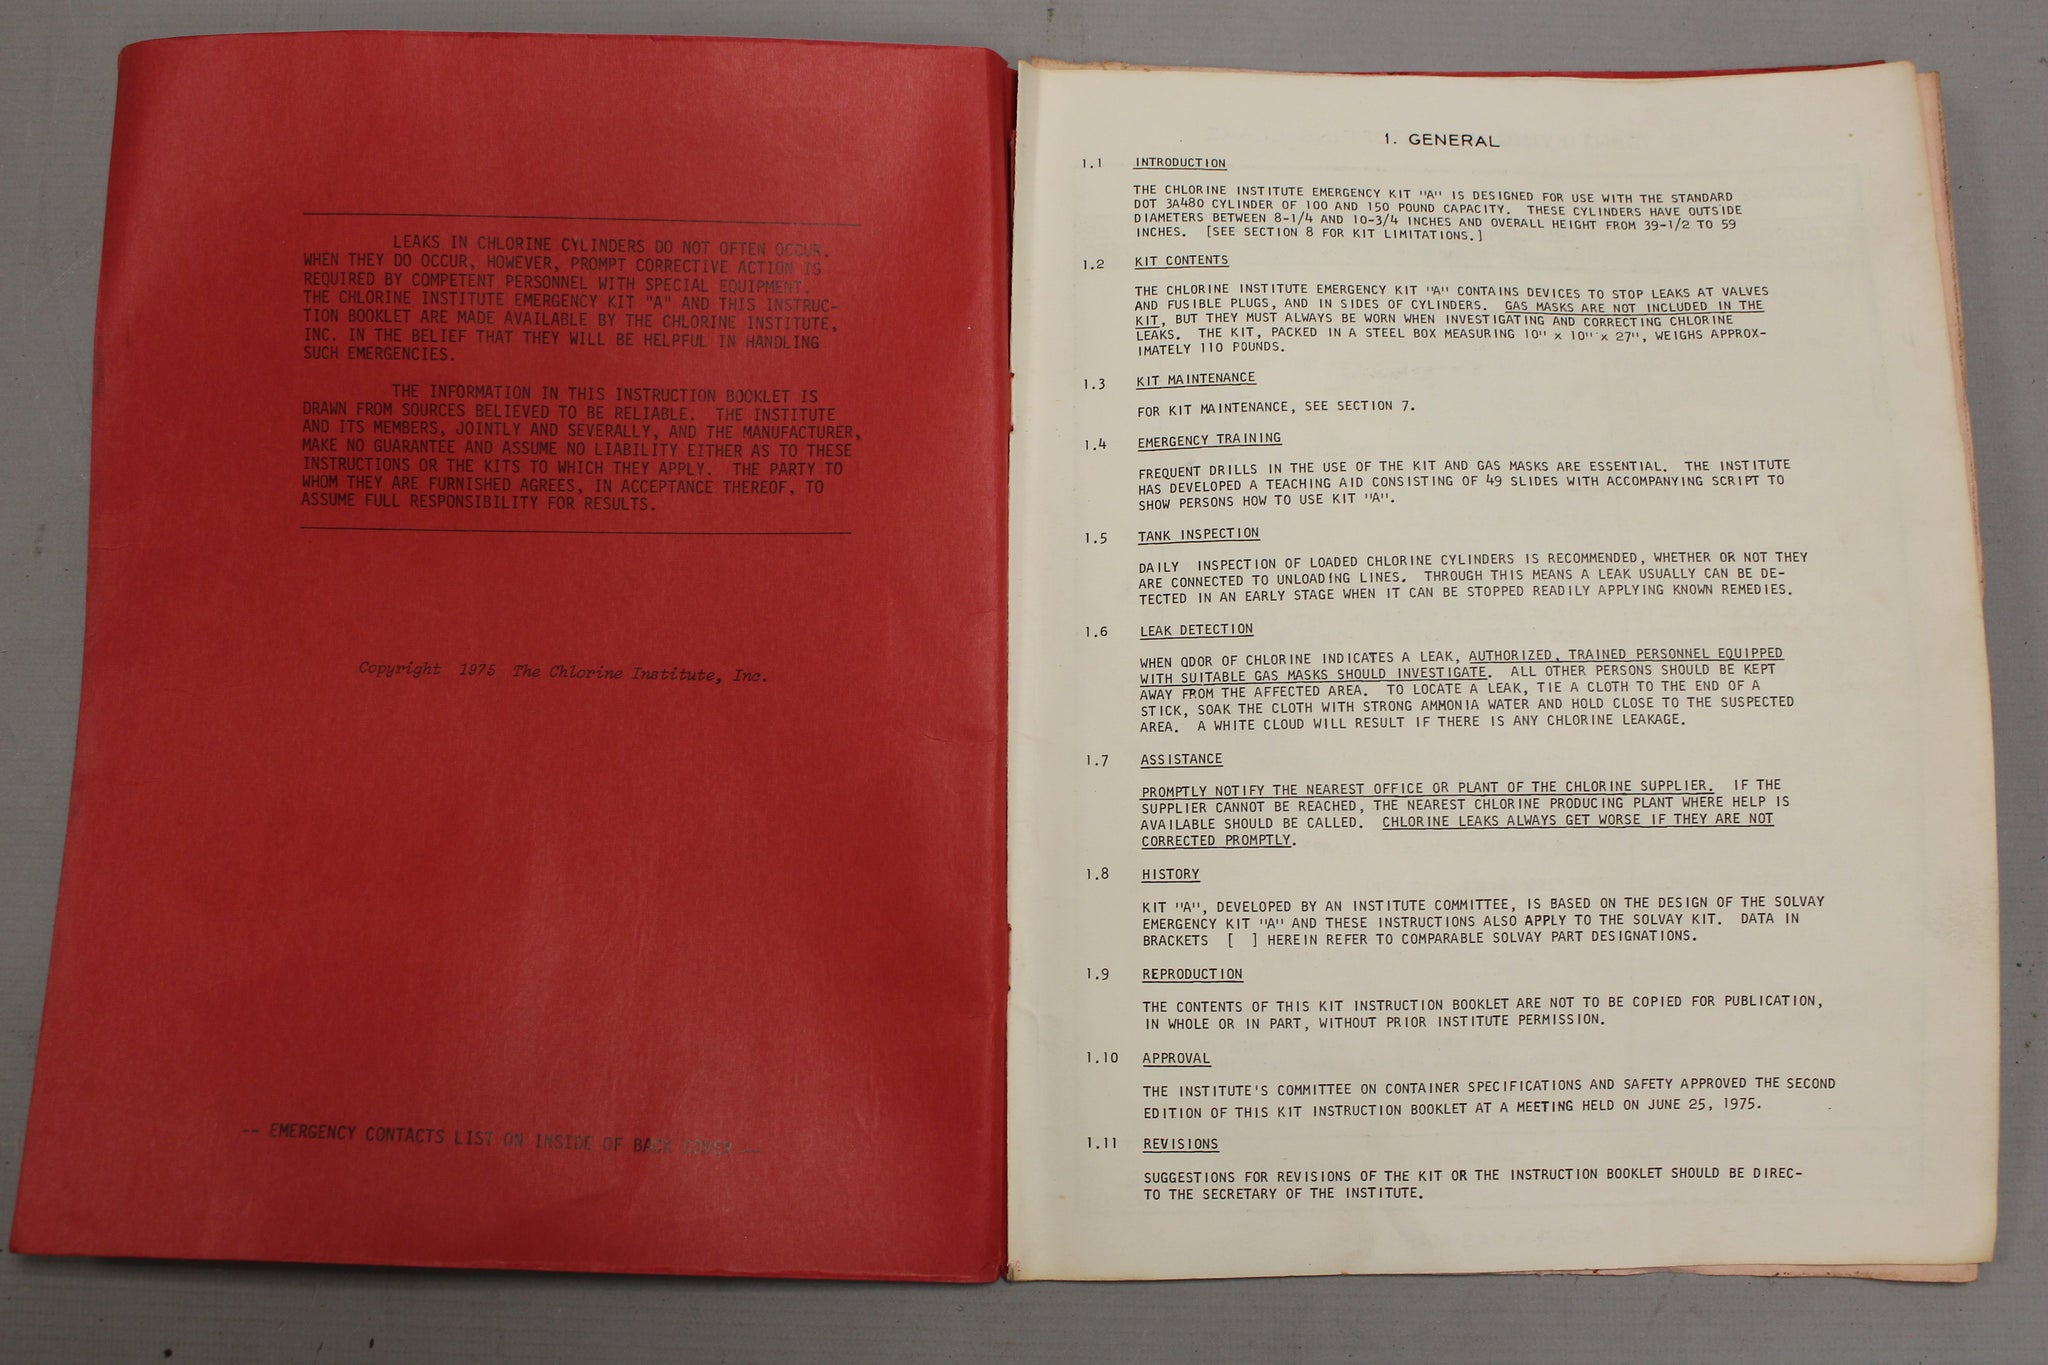 LEAKS IN CHLORINE CYLINDERS DO NOT OFTEN OCCUR.
WHEN THEY DO OCCUR, HOWEVER, PROMPT CORRECTIVE ACTION IS
REQUIRED BY COMPETENT PERSONNEL WITH SPECIAL EQUIPMENT.
THE CHLORINE INSTITUTE EMERGENCY KIT "A" AND THIS INSTRUC-
TION BOOKLET ARE MADE AVAILABLE BY THE CHLORINE INSTITUTE,
INC. IN THE BELIEF THAT THEY WILL BE HELPFUL IN HANDLING
SUCH EMERGENCIES.
THE INFORMATION IN THIS INSTRUCTION BOOKLET IS
DRAWN FROM SOURCES BELIEVED TO BE RELIABLE. THE INSTITUTE
AND ITS MEMBERS, JOINTLY AND SEVERALLY, AND THE MANUFACTURER,
MAKE NO GUARANTEE AND ASSUME NO LIABILITY EITHER AS TO THESE
INSTRUCTIONS OR THE KITS TO WHICH THEY APPLY. THE PARTY TO
WHOM THEY ARE FURNISHED AGREES, IN ACCEPTANCE THEREOF, TO
ASSUME FULL RESPONSIBILITY FOR RESULTS.
Copyright 1975 The Chlorine Institute, Inc.
-- EMERGENCY CONTACTS LIST ON INSIDE OF BACK COVER --
1. GENERAL
1.1 INTRODUCTION
THE CHLORINE INSTITUTE EMERGENCY KIT "A" IS DESIGNED FOR USE WITH THE STANDARD
DOT 3A480 CYLINDER OF 100 AND 150 POUND CAPACITY. THESE CYLINDERS HAVE OUTSIDE
DIAMETERS BETWEEN 8-1/4 AND 10-3/4 INCHES AND OVERALL HEIGHT FROM 39-1/2 TO 59
INCHES. [SEE SECTION 8 FOR KIT LIMITATIONS.]
1.2 KIT CONTENTS
THE CHLORINE INSTITUTE EMERGENCY KIT "A" CONTAINS DEVICES TO STOP LEAKS AT VALVES
AND FUSIBLE PLUGS, AND IN SIDES OF CYLINDERS. GAS MASKS ARE NOT INCLUDED IN THE
KIT, BUT THEY MUST ALWAYS BE WORN WHEN INVESTIGATING AND CORRECTING CHLORINE
LEAKS. THE KIT, PACKED IN A STEEL BOX MEASURING 10" x 10" x 27", WEIGHS APPROX-
IMATELY 110 POUNDS.
1.3 KIT MAINTENANCE
FOR KIT MAINTENANCE, SEE SECTION 7.
1.4 EMERGENCY TRAINING
FREQUENT DRILLS IN THE USE OF THE KIT AND GAS MASKS ARE ESSENTIAL. THE INSTITUTE
HAS DEVELOPED A TEACHING AID CONSISTING OF 49 SLIDES WITH ACCOMPANYING SCRIPT TO
SHOW PERSONS HOW TO USE KIT "A".
1.5 TANK INSPECTION
DAILY INSPECTION OF LOADED CHLORINE CYLINDERS IS RECOMMENDED, WHETHER OR NOT THEY
ARE CONNECTED TO UNLOADING LINES. THROUGH THIS MEANS A LEAK USUALLY CAN BE DE-
TECTED IN AN EARLY STAGE WHEN IT CAN BE STOPPED READILY APPLYING KNOWN REMEDIES.
1.6 LEAK DETECTION
WHEN ODOR OF CHLORINE INDICATES A LEAK, AUTHORIZED, TRAINED PERSONNEL EQUIPPED
WITH SUITABLE GAS MASKS SHOULD INVESTIGATE. ALL OTHER PERSONS SHOULD BE KEPT
AWAY FROM THE AFFECTED AREA. TO LOCATE A LEAK, TIE A CLOTH TO THE END OF A
STICK, SOAK THE CLOTH WITH STRONG AMMONIA WATER AND HOLD CLOSE TO THE SUSPECTED
AREA. A WHITE CLOUD WILL RESULT IF THERE IS ANY CHLORINE LEAKAGE.
1.7 ASSISTANCE
PROMPTLY NOTIFY THE NEAREST OFFICE OR PLANT OF THE CHLORINE SUPPLIER. IF THE
SUPPLIER CANNOT BE REACHED, THE NEAREST CHLORINE PRODUCING PLANT WHERE HELP IS
AVAILABLE SHOULD BE CALLED. CHLORINE LEAKS ALWAYS GET WORSE IF THEY ARE NOT
CORRECTED PROMPTLY.
1.8 HISTORY
KIT "A", DEVELOPED BY AN INSTITUTE COMMITTEE, IS BASED ON THE DESIGN OF THE SOLVAY
EMERGENCY KIT "A" AND THESE INSTRUCTIONS ALSO APPLY TO THE SOLVAY KIT. DATA IN
BRACKETS [ ] HEREIN REFER TO COMPARABLE SOLVAY PART DESIGNATIONS.
1.9 REPRODUCTION
THE CONTENTS OF THIS KIT INSTRUCTION BOOKLET ARE NOT TO BE COPIED FOR PUBLICATION,
IN WHOLE OR IN PART, WITHOUT PRIOR INSTITUTE PERMISSION.
1.10 APPROVAL
THE INSTITUTE'S COMMITTEE ON CONTAINER SPECIFICATIONS AND SAFETY APPROVED THE SECOND
EDITION OF THIS KIT INSTRUCTION BOOKLET AT A MEETING HELD ON JUNE 25, 1975.
1.11 REVISIONS
SUGGESTIONS FOR REVISIONS OF THE KIT OR THE INSTRUCTION BOOKLET SHOULD BE DIREC-
TO THE SECRETARY OF THE INSTITUTE.